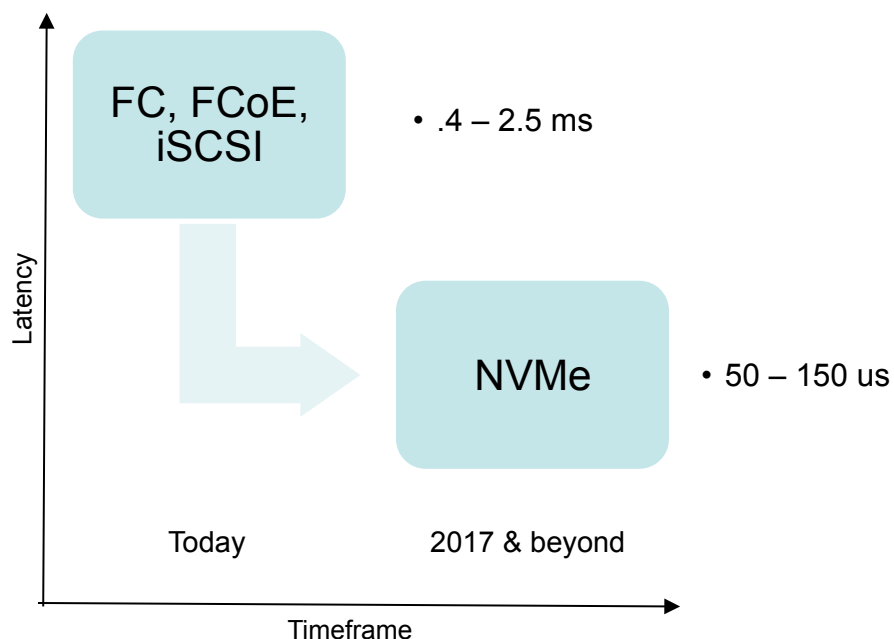 FC, FCoE,
iSCSI
• .4 – 2.5 ms
Latency
NVMe
• 50 – 150 us
Today
2017 & beyond
Timeframe